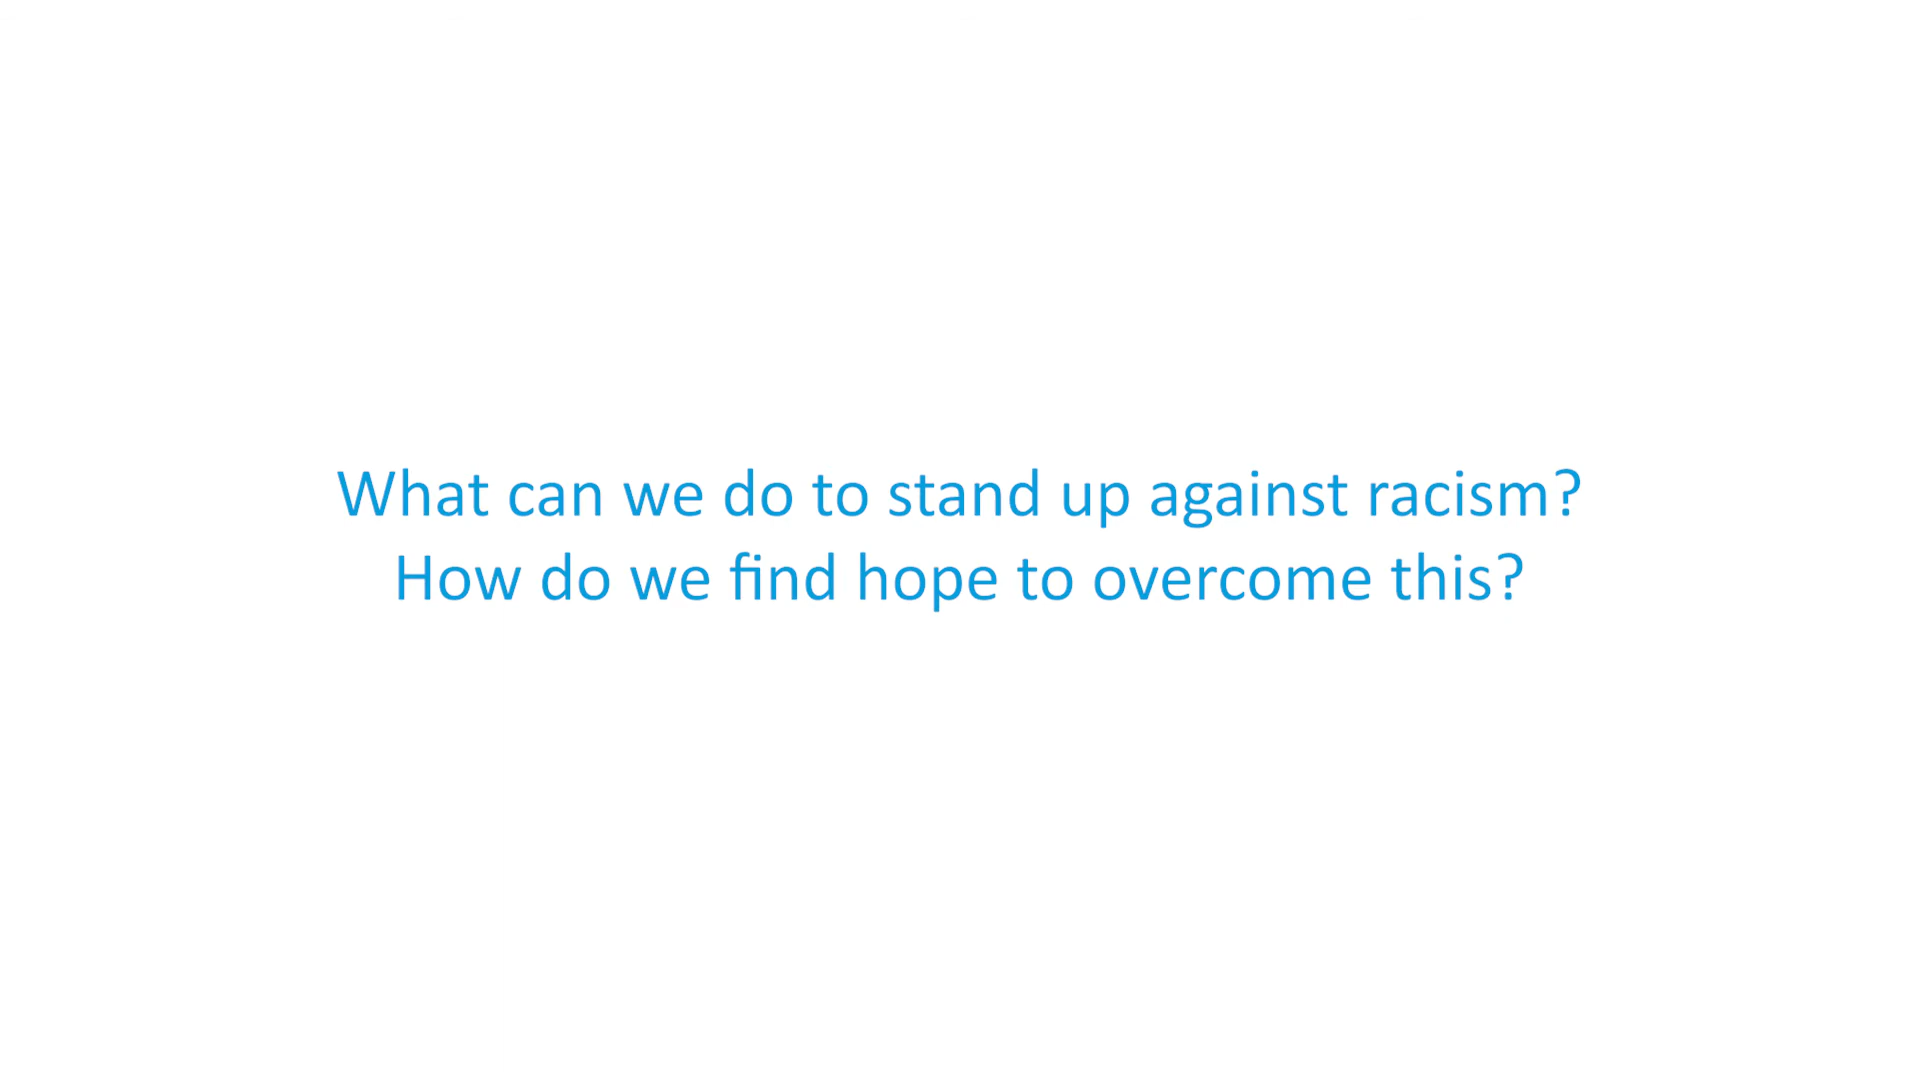 What can we do to stand up against racism?
How do we find hope to overcome this?